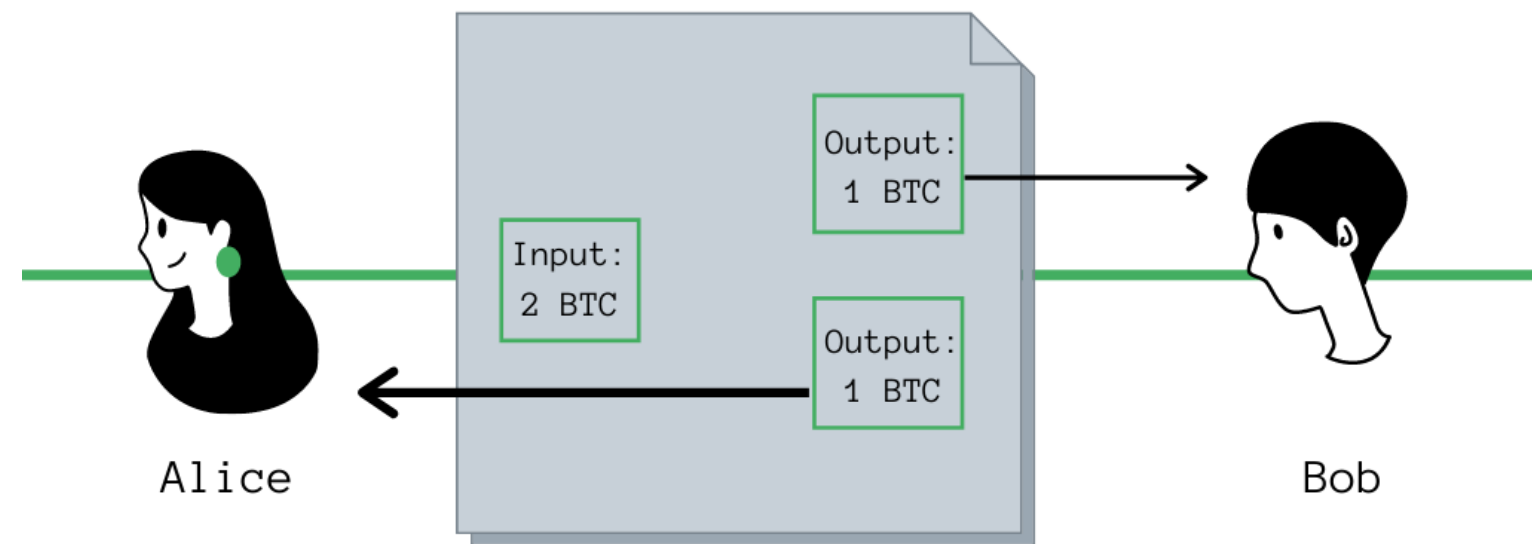 Output:
1 BTC
Input:
2 BTC
Output:
1 BTC
Alice
Bob